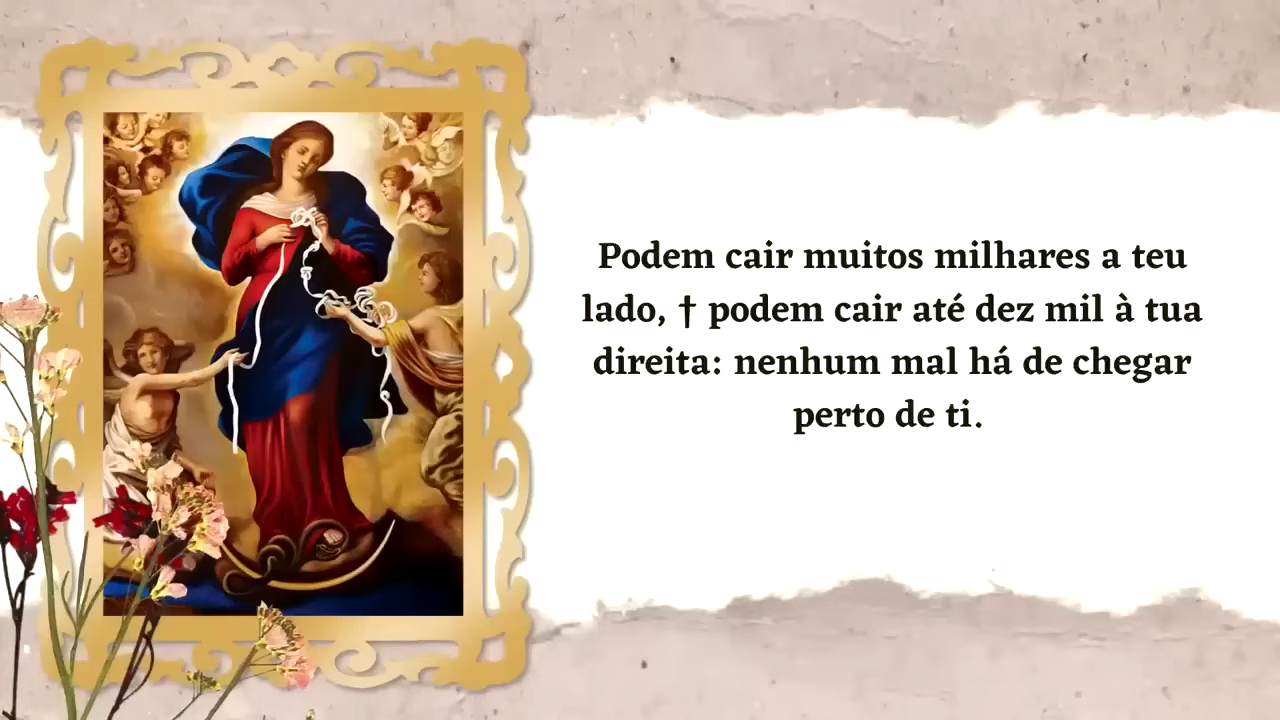 Podem cair muitos milhares a teu
lado, † podem cair até dez mil à tua
direita: nenhum mal há de chegar
perto de ti.